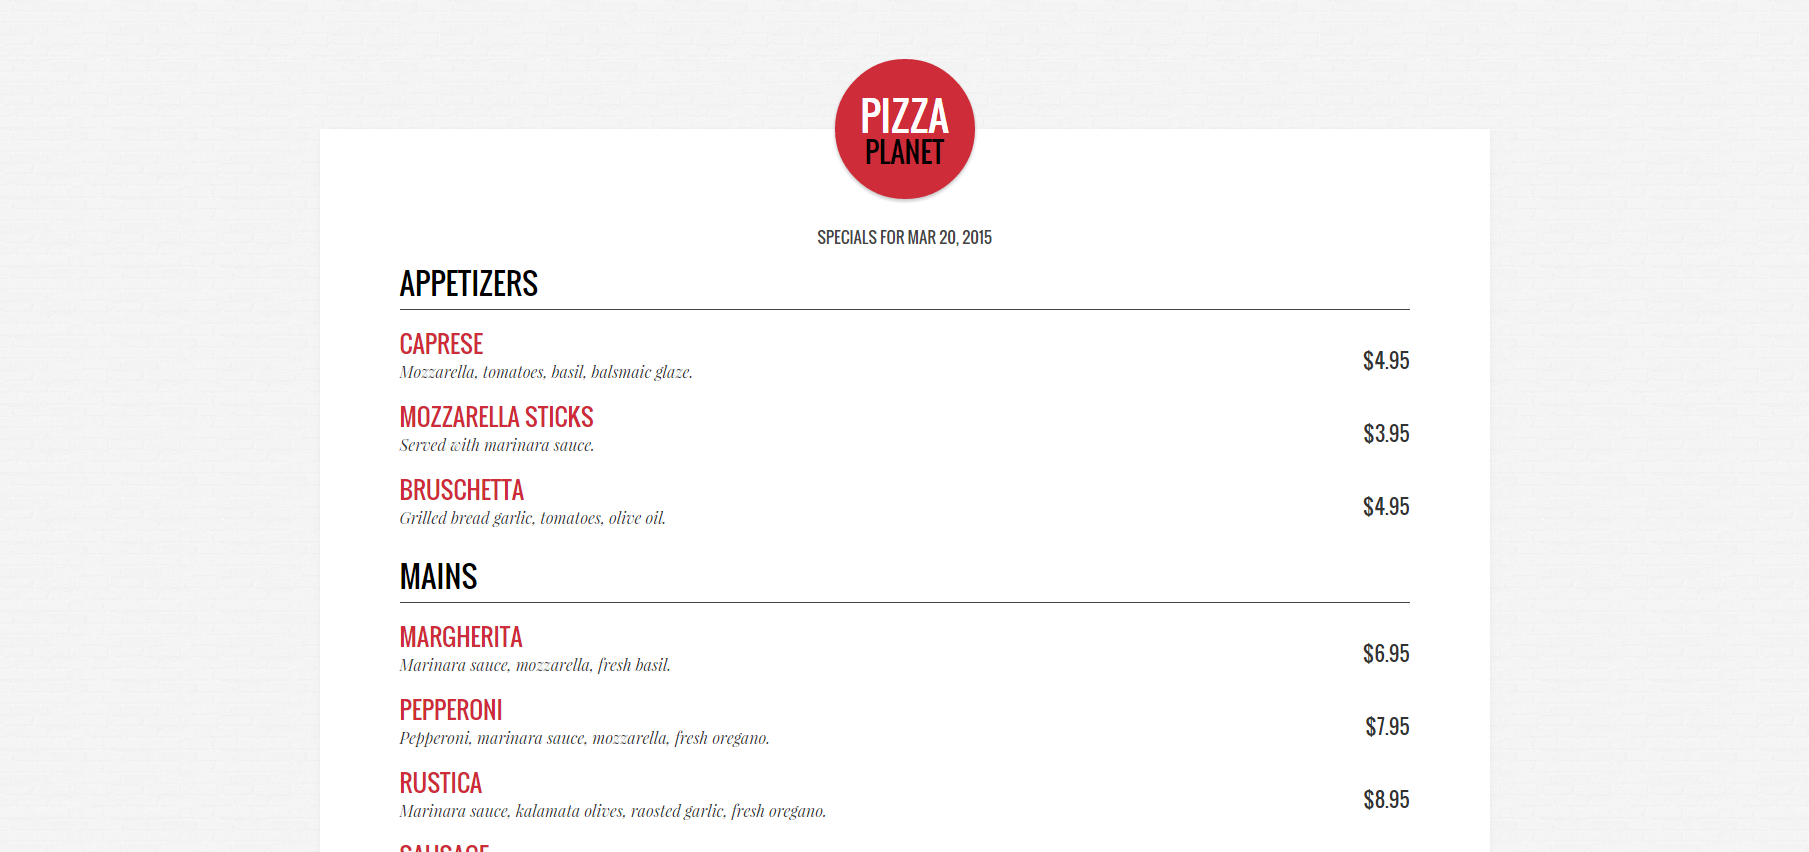 PIZZA
PLANET
SPECIALS FOR MAR 20, 2015
APPETIZERS
CAPRESE
Mozzarella, tomatoes, basil, balsmaic glaze.
$4.95
MOZZARELLA STICKS
Served with marinara sauce.
$3.95
BRUSCHETTA
Grilled bread garlic, tomatoes, olive oil.
$4.95
MAINS
MARGHERITA
Marinara sauce, mozzarella, fresh basil.
$6.95
PEPPERONI
Pepperoni, marinara sauce, mozzarella, fresh oregano.
$7.95
RUSTICA
Marinara sauce, kalamata olives, raosted garlic, fresh oregano.
$8.95
SAUSAGE